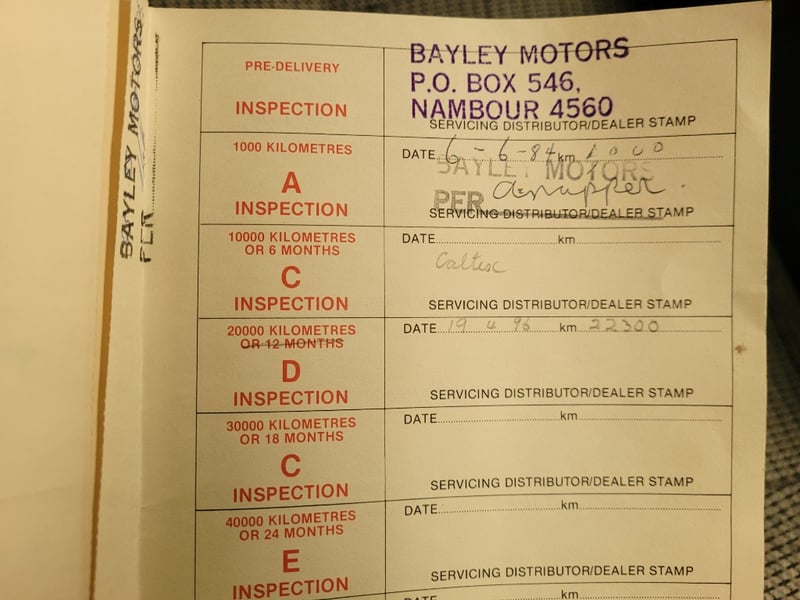 BAYLEY MOTORS
PER
PRE-DELIVERY
INSPECTION
BAYLEY MOTORS
P.O. BOX 546,
NAMBOUR 4560
SERVICING DISTRIBUTOR/DEALER STAMP
1000 KILOMETRES
A
INSPECTION
DATE 6-6-84 km 1000
BAYLEY MOTORS
PER
SERVICING DISTRIBUTOR/DEALER STAMP
10000 KILOMETRES
OR 6 MONTHS
C
INSPECTION
DATE km
Caltex
SERVICING DISTRIBUTOR/DEALER STAMP
20000 KILOMETRES
OR 12 MONTHS
D
INSPECTION
DATE 19 4 96 km 22300
SERVICING DISTRIBUTOR/DEALER STAMP
30000 KILOMETRES
OR 18 MONTHS
C
INSPECTION
DATE km
SERVICING DISTRIBUTOR/DEALER STAMP
40000 KILOMETRES
OR 24 MONTHS
E
INSPECTION
DATE km
SERVICING DISTRIBUTOR/DEALER STAMP
DATE km